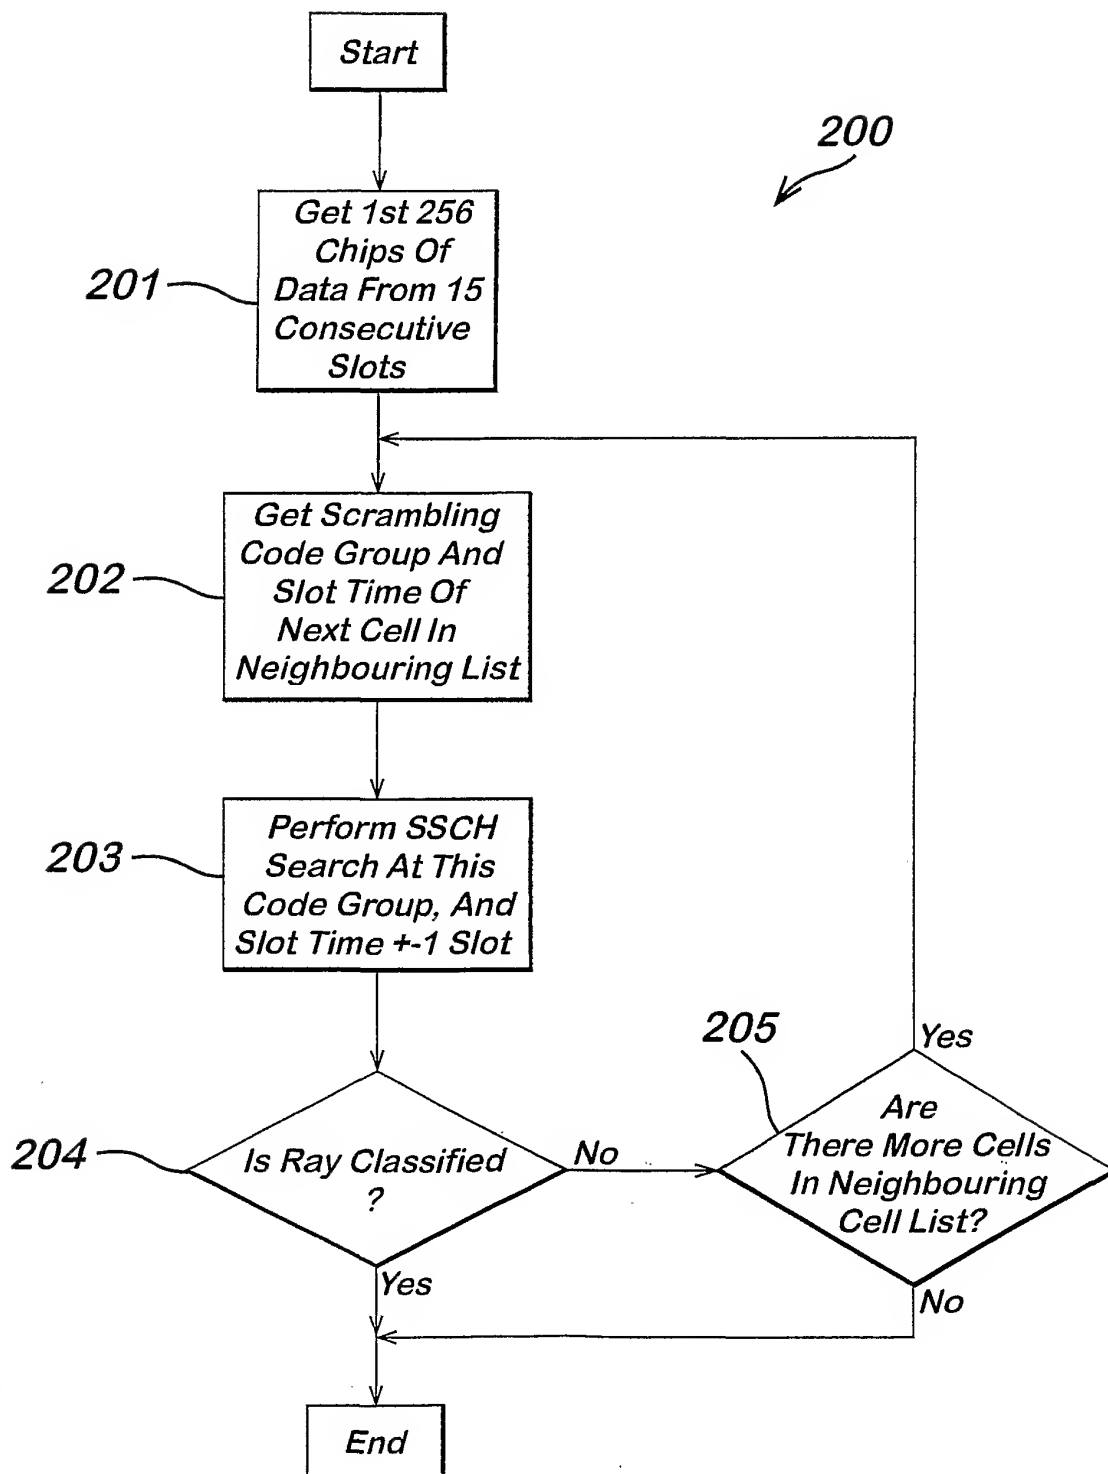 Start
200
Get 1st 256
Chips Of
Data From 15
Consecutive
Slots
201
Get Scrambling
Code Group And
Slot Time Of
Next Cell In
Neighbouring List
202
Perform SSCH
Search At This
Code Group, And
Slot Time +-1 Slot
203
205
Yes
Are
There More Cells
In Neighbouring
Cell List?
204
Is Ray Classified
?
No
Yes
No
End